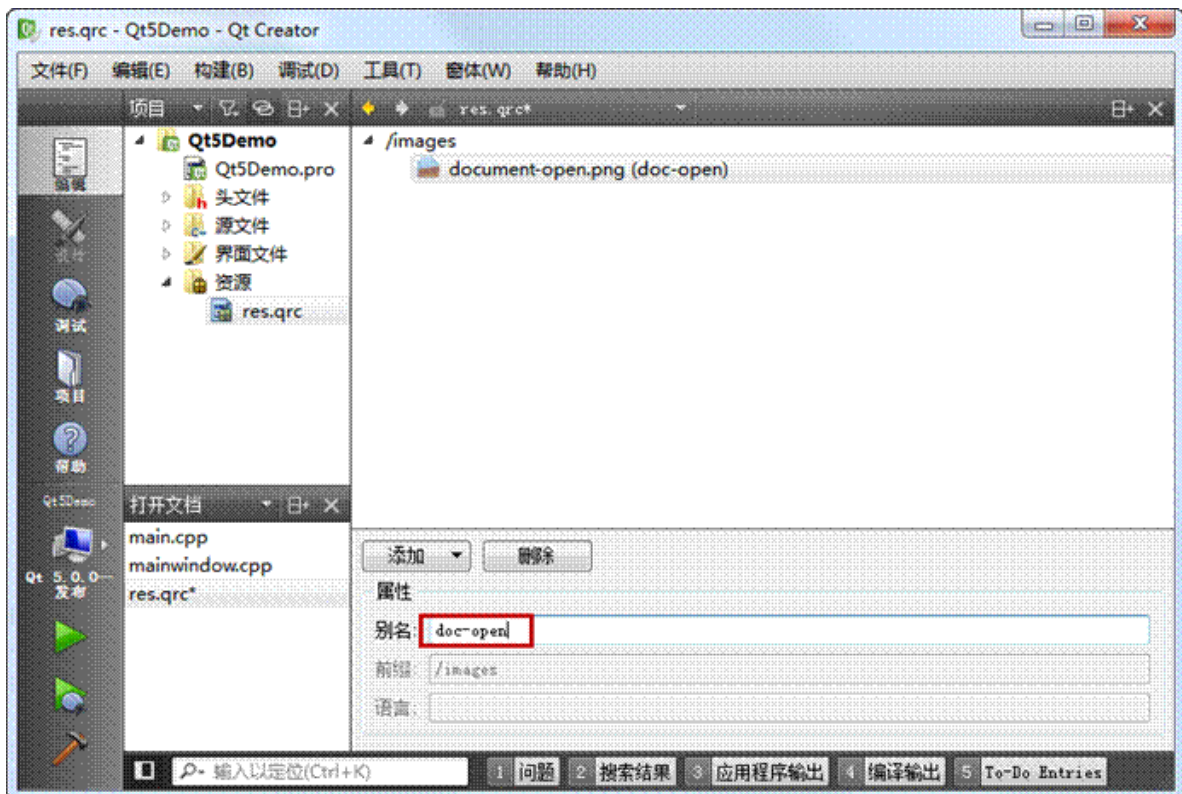 res.qrc - Qt5Demo - Qt Creator
文件(F) 编辑(E) 构建(B) 调试(D) 工具(T) 窗体(W) 帮助(H)
项目
res.qrc*
编辑
设计
调试
项目
帮助
Qt5Demo
Qt 5.0.0—
发布
Qt5Demo
Qt5Demo.pro
头文件
源文件
界面文件
资源
res.qrc
打开文档
main.cpp
mainwindow.cpp
res.qrc*
/images
document-open.png (doc-open)
添加 删除
属性
别名: doc-open
前缀: /images
语言:
输入以定位(Ctrl+K)
1 问题 2 搜索结果 3 应用程序输出 4 编译输出 5 To-Do Entries